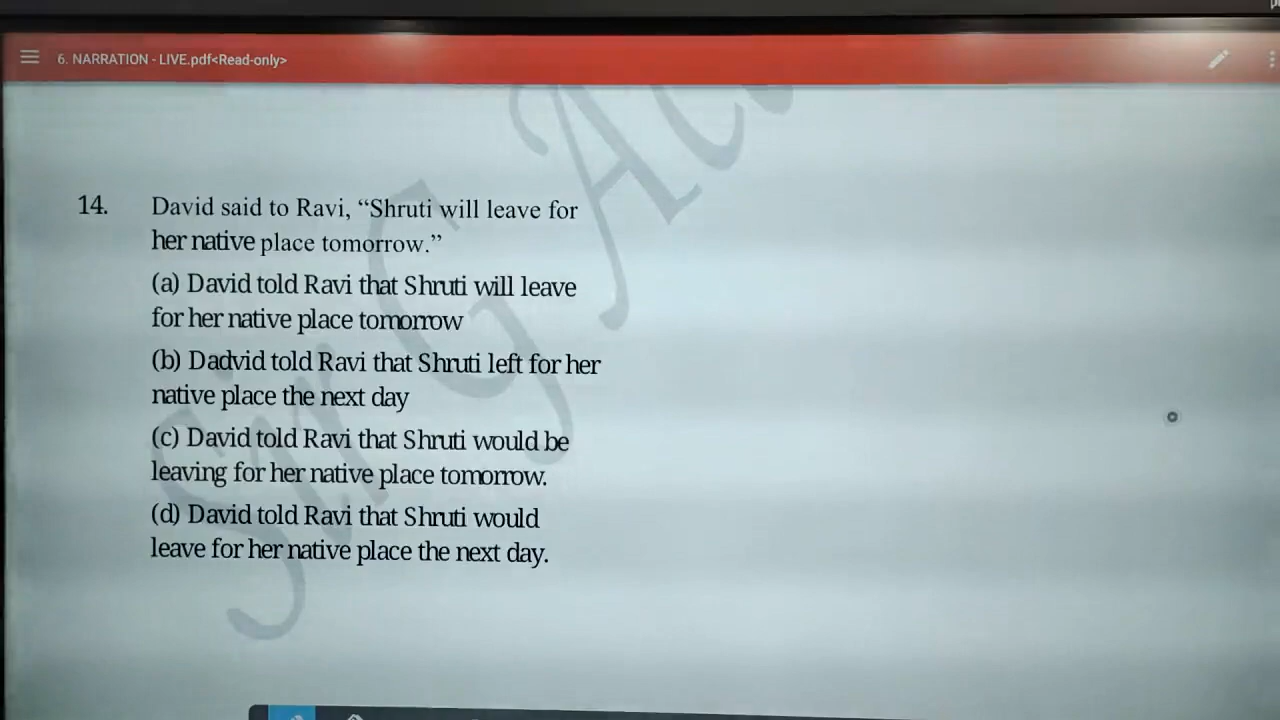 6. NARRATION - LIVE.pdf<Read-only>
14. David said to Ravi, “Shruti will leave for
her native place tomorrow.”
(a) David told Ravi that Shruti will leave
for her native place tomorrow
(b) Dadvid told Ravi that Shruti left for her
native place the next day
(c) David told Ravi that Shruti would be
leaving for her native place tomorrow.
(d) David told Ravi that Shruti would
leave for her native place the next day.
Sir G